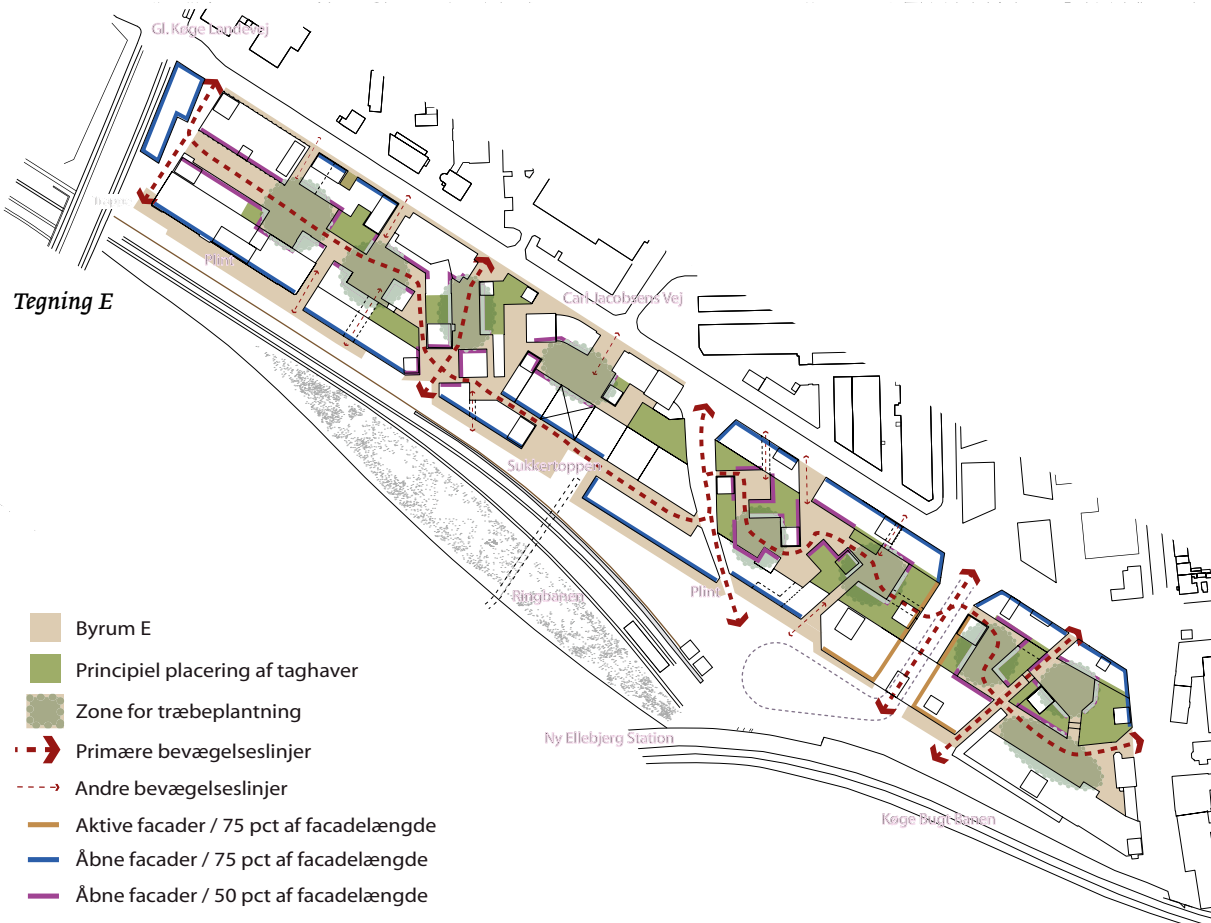 Gl. Køge Landevej
Trappe
Plint
Tegning E
Carl Jacobsens Vej
Sukkertoppen
Ringbanen
Plint
Ny Ellebjerg Station
Køge Bugt Banen
Byrum E
Principiel placering af taghaver
Zone for træbeplantning
Primære bevægelseslinjer
Andre bevægelseslinjer
Aktive facader / 75 pct af facadelængde
Åbne facader / 75 pct af facadelængde
Åbne facader / 50 pct af facadelængde